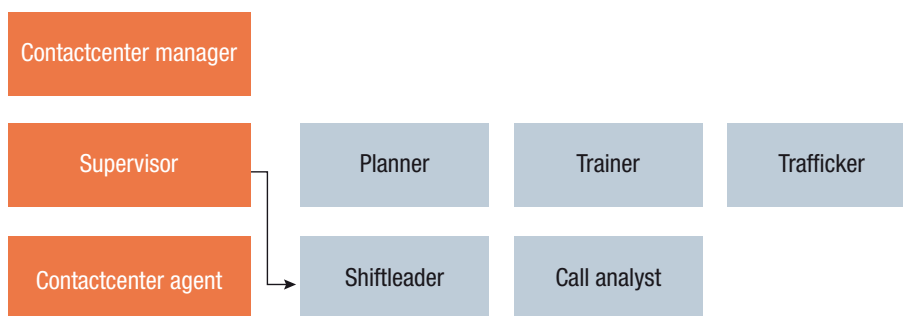 Contactcenter manager
Supervisor
Planner
Trainer
Trafficker
Contactcenter agent
Shiftleader
Call analyst